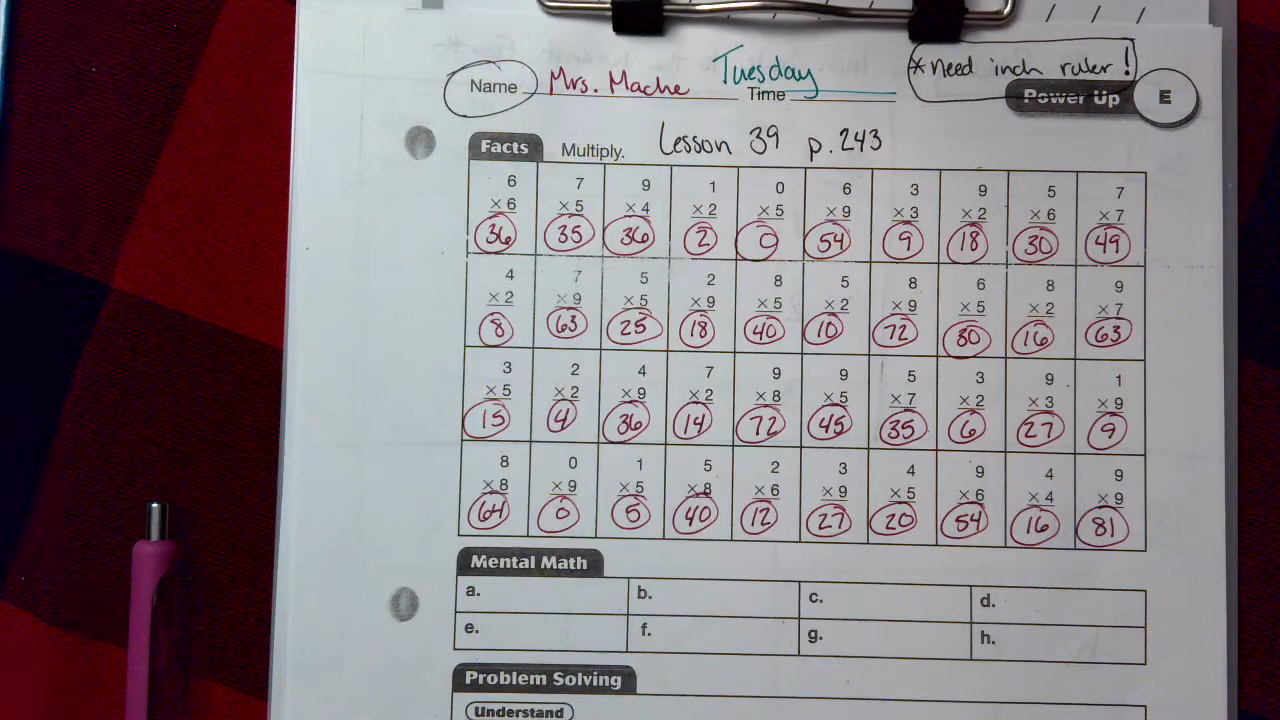 Name Mrs. Mache Time Tuesday
*need inch ruler!
Power Up E
Facts Multiply. Lesson 39 p.243
6 7 9 1 0 6 3 9 5 7
×6 ×5 ×4 ×2 ×5 ×9 ×3 ×2 ×6 ×7
36 35 36 2 0 54 9 18 30 49
4 7 5 2 8 5 8 6 8 9
×2 ×9 ×5 ×9 ×5 ×2 ×9 ×5 ×2 ×7
8 63 25 18 40 10 72 30 16 63
3 2 4 7 9 9 5 3 9 1
×5 ×2 ×9 ×2 ×8 ×5 ×7 ×2 ×3 ×9
15 4 36 14 72 45 35 6 27 9
8 0 1 5 2 3 4 9 4 9
×8 ×9 ×5 ×8 ×6 ×9 ×5 ×6 ×4 ×9
64 0 5 40 12 27 20 54 16 81
Mental Math
a. b. c. d.
e. f. g. h.
Problem Solving
Understand